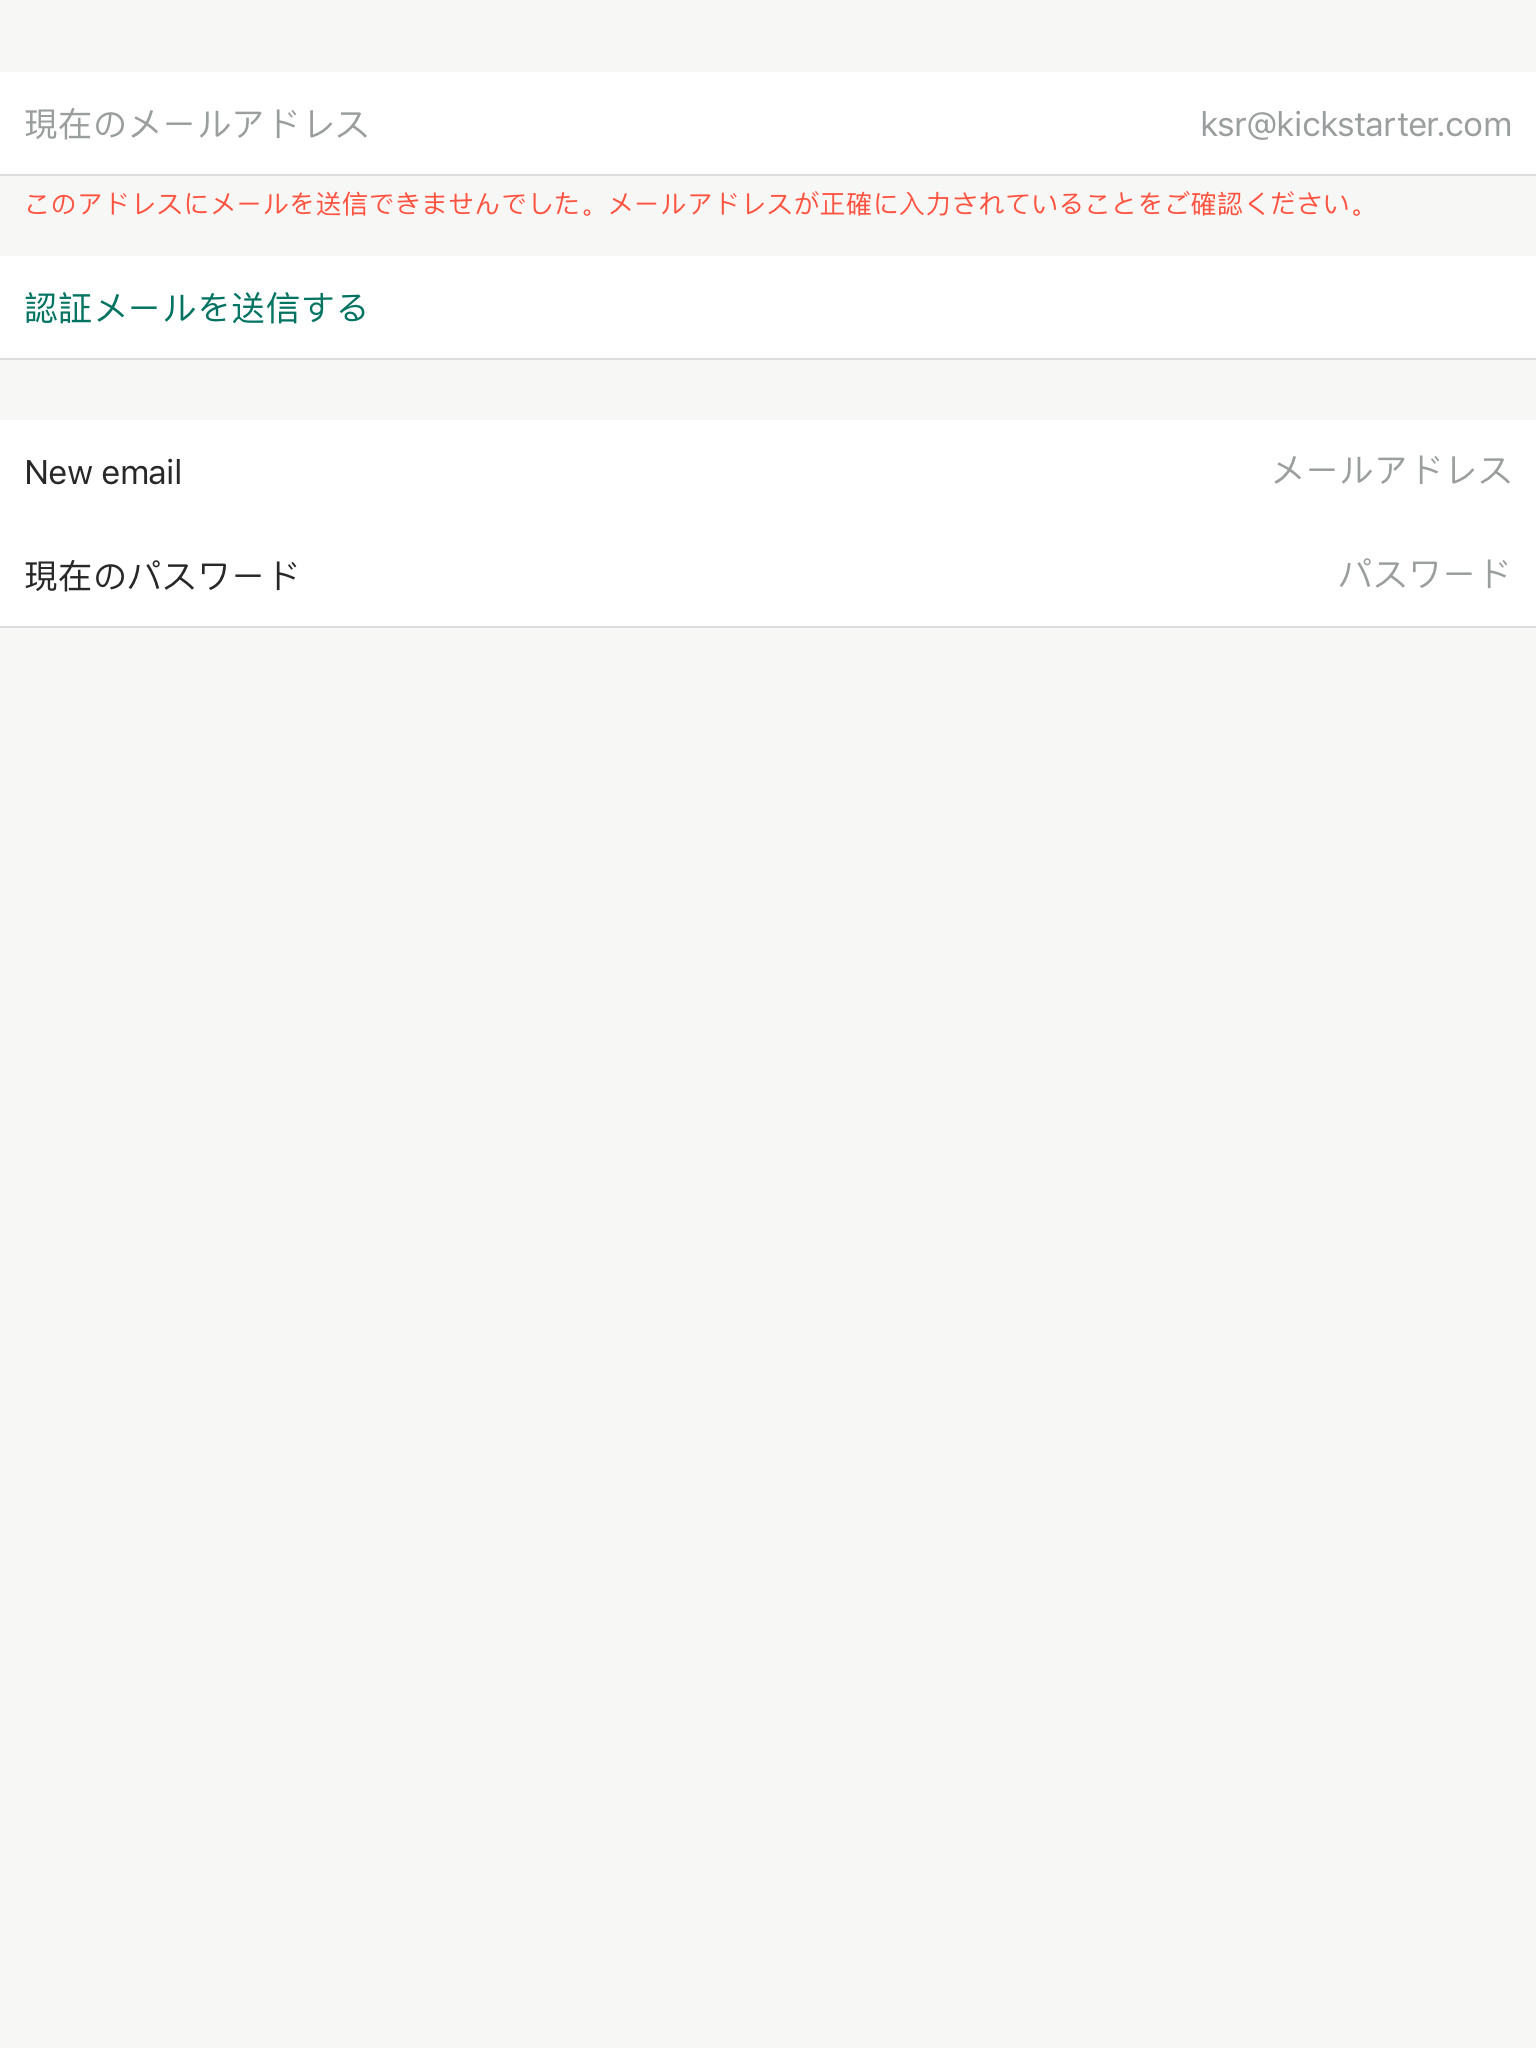 現在のメールアドレス ksr@kickstarter.com
このアドレスにメールを送信できませんでした。メールアドレスが正確に入力されていることをご確認ください。
認証メールを送信する
New email メールアドレス
現在のパスワード パスワード